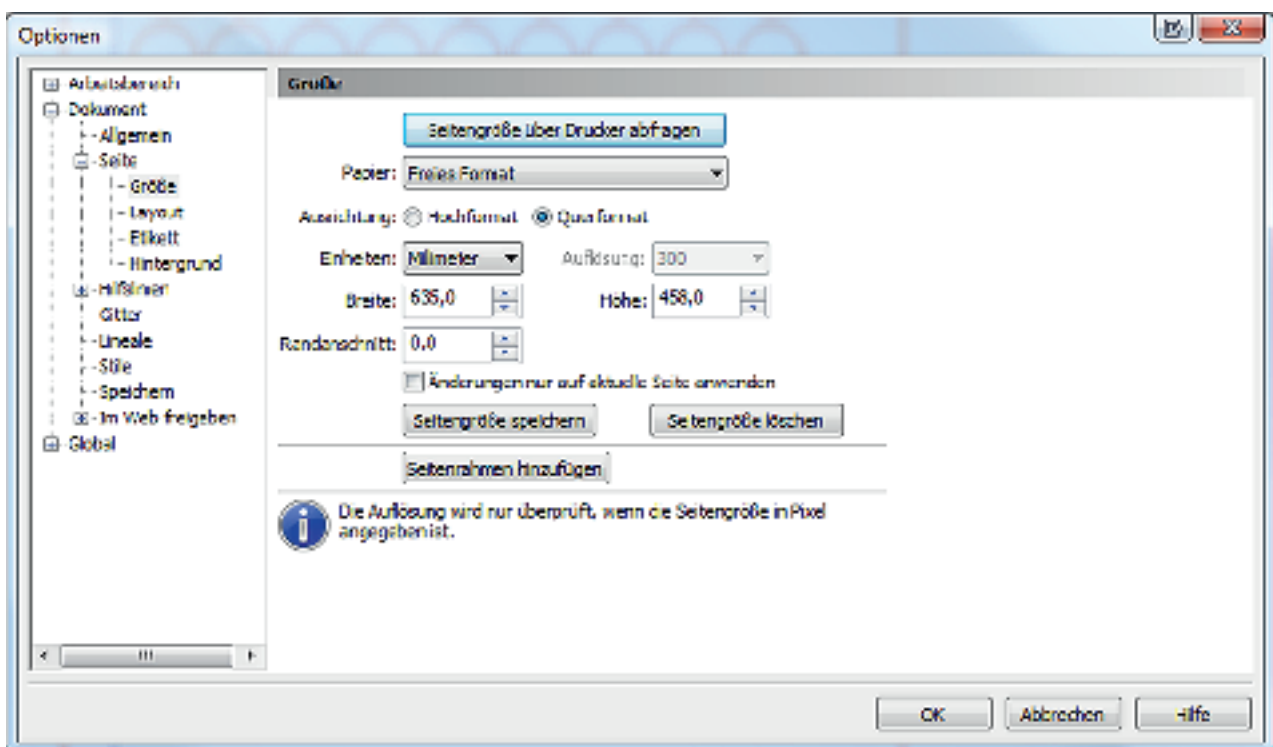 Optionen
Arbeitsbereich
Dokument
Allgemein
Seite
Größe
Layout
Etikett
Hintergrund
Hilfslinien
Gitter
Lineale
Stile
Speichern
Im Web freigeben
Global
Größe
Seitengröße über Drucker abfragen
Papier: Freies Format
Ausrichtung: Hochformat Querformat
Einheiten: Millimeter Auflösung: 300
Breite: 635,0 Höhe: 458,0
Randanschnitt: 0,0
Änderungen nur auf aktuelle Seite anwenden
Seitengröße speichern Seitengröße löschen
Seitenrahmen hinzufügen
Die Auflösung wird nur überprüft, wenn die Seitengröße in Pixel
angegeben ist.
OK Abbrechen Hilfe